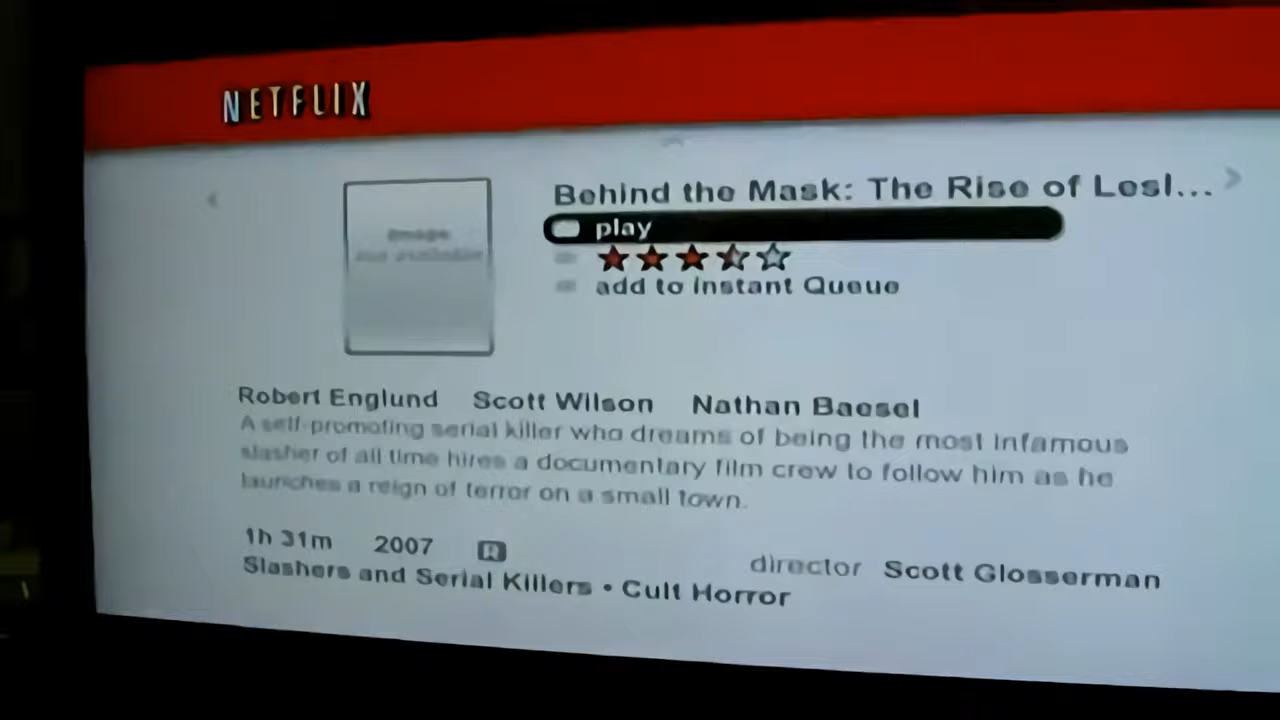 NETFLIX
Behind the Mask: The Rise of Lesl...
play
add to Instant Queue
image
not available
Robert Englund Scott Wilson Nathan Baesel
A self-promoting serial killer who dreams of being the most infamous
slasher of all time hires a documentary film crew to follow him as he
launches a reign of terror on a small town.
1h 31m 2007 R
director Scott Glosserman
Slashers and Serial Killers • Cult Horror